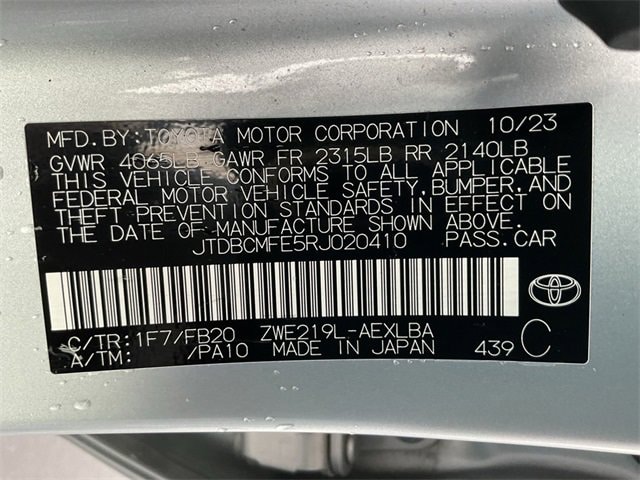 MFD.BY:TOYOTA MOTOR CORPORATION 10/23
GVWR 4065LB GAWR FR 2315LB RR 2140LB
THIS VEHICLE CONFORMS TO ALL APPLICABLE
FEDERAL MOTOR VEHICLE SAFETY,BUMPER,AND
THEFT PREVENTION STANDARDS IN EFFECT ON
THE DATE OF MANUFACTURE SHOWN ABOVE.
JTDBCMFE5RJ020410 PASS.CAR
C/TR:1F7/FB20 ZWE219L-AEXLBA
A/TM: /PA10 MADE IN JAPAN 439 C